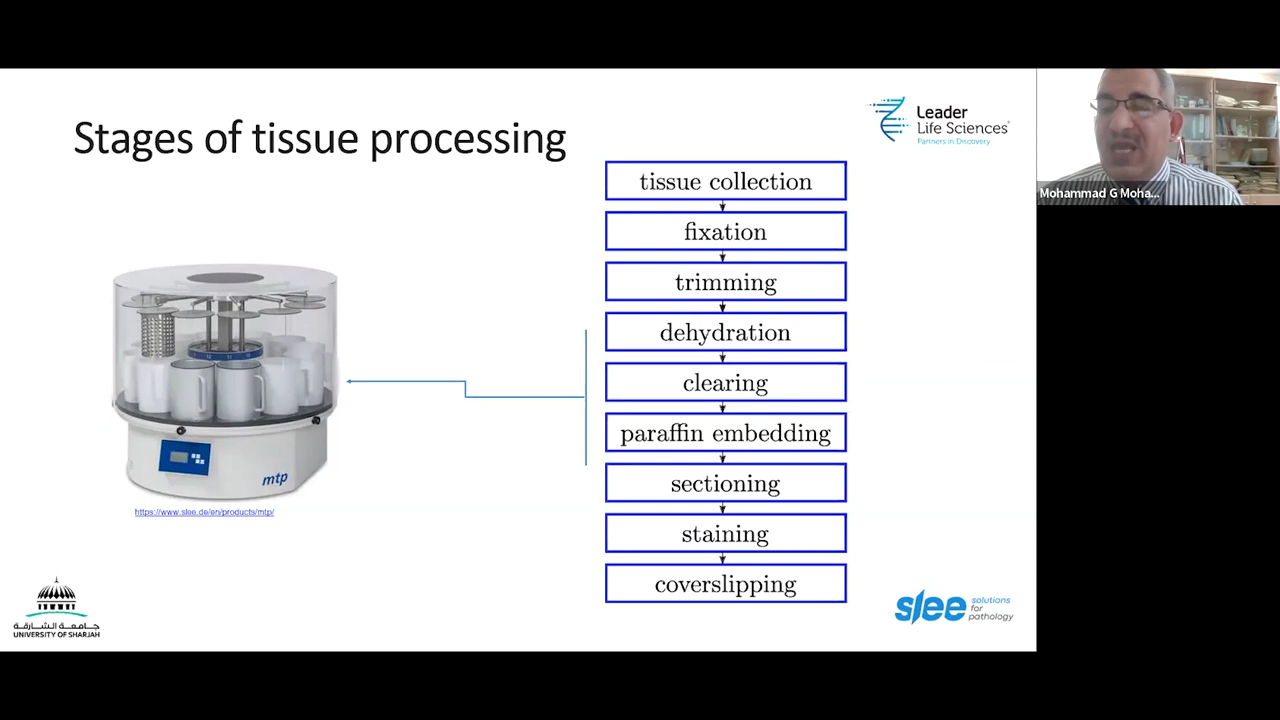 Stages of tissue processing
Leader
Life Sciences
Partners in Discovery
Mohammad G Moha...
tissue collection
fixation
trimming
dehydration
clearing
paraffin embedding
sectioning
staining
coverslipping
mtp
https://www.slee.de/en/products/mtp/
جامعة الشارقة
UNIVERSITY OF SHARJAH
slee
solutions
for
pathology